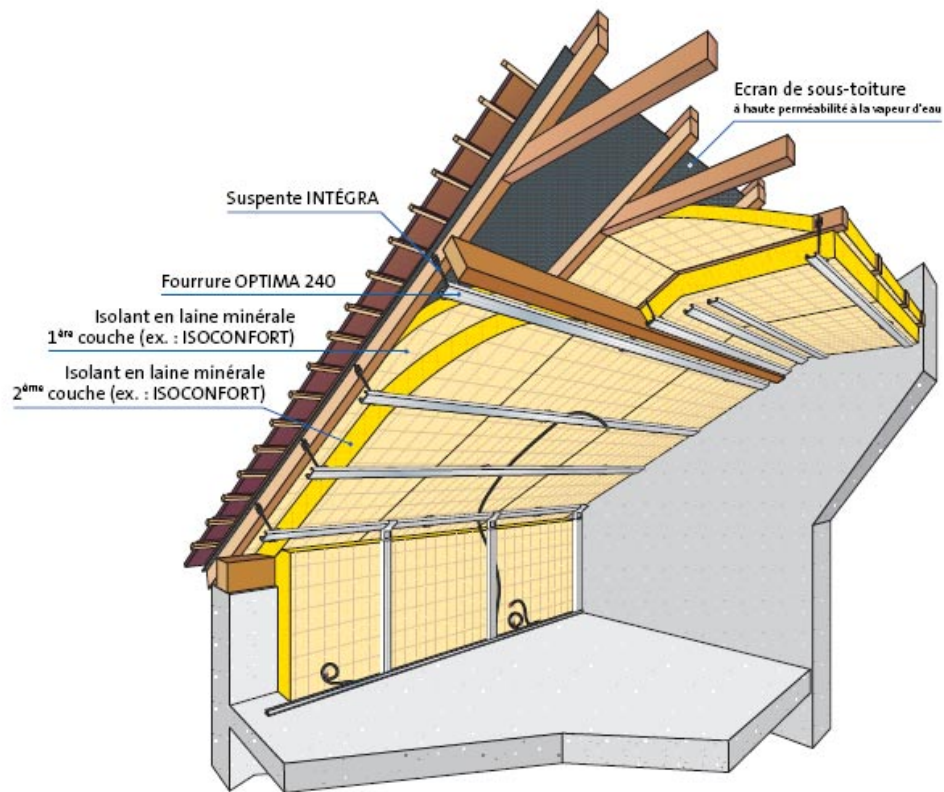 Ecran de sous-toiture
à haute perméabilité à la vapeur d'eau
Suspente INTÉGRA
Fourrure OPTIMA 240
Isolant en laine minérale
1ère couche (ex. : ISOCONFORT)
Isolant en laine minérale
2ème couche (ex. : ISOCONFORT)